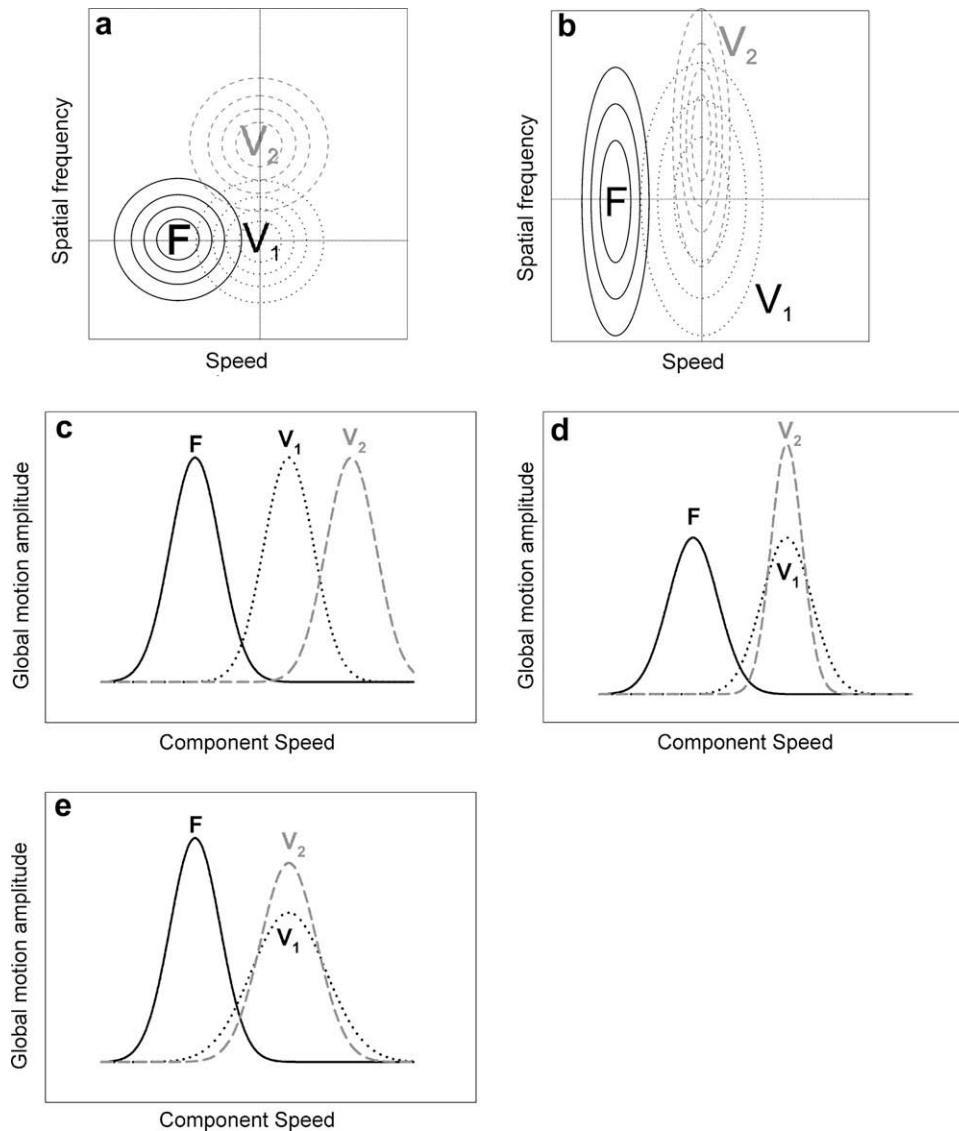 a
Spatial frequency
V2
F
V1
Speed
b
Spatial frequency
V2
F
V1
Speed
c
Global motion amplitude
F
V1
V2
Component Speed
d
Global motion amplitude
V2
F
V1
Component Speed
e
Global motion amplitude
F
V2
V1
Component Speed